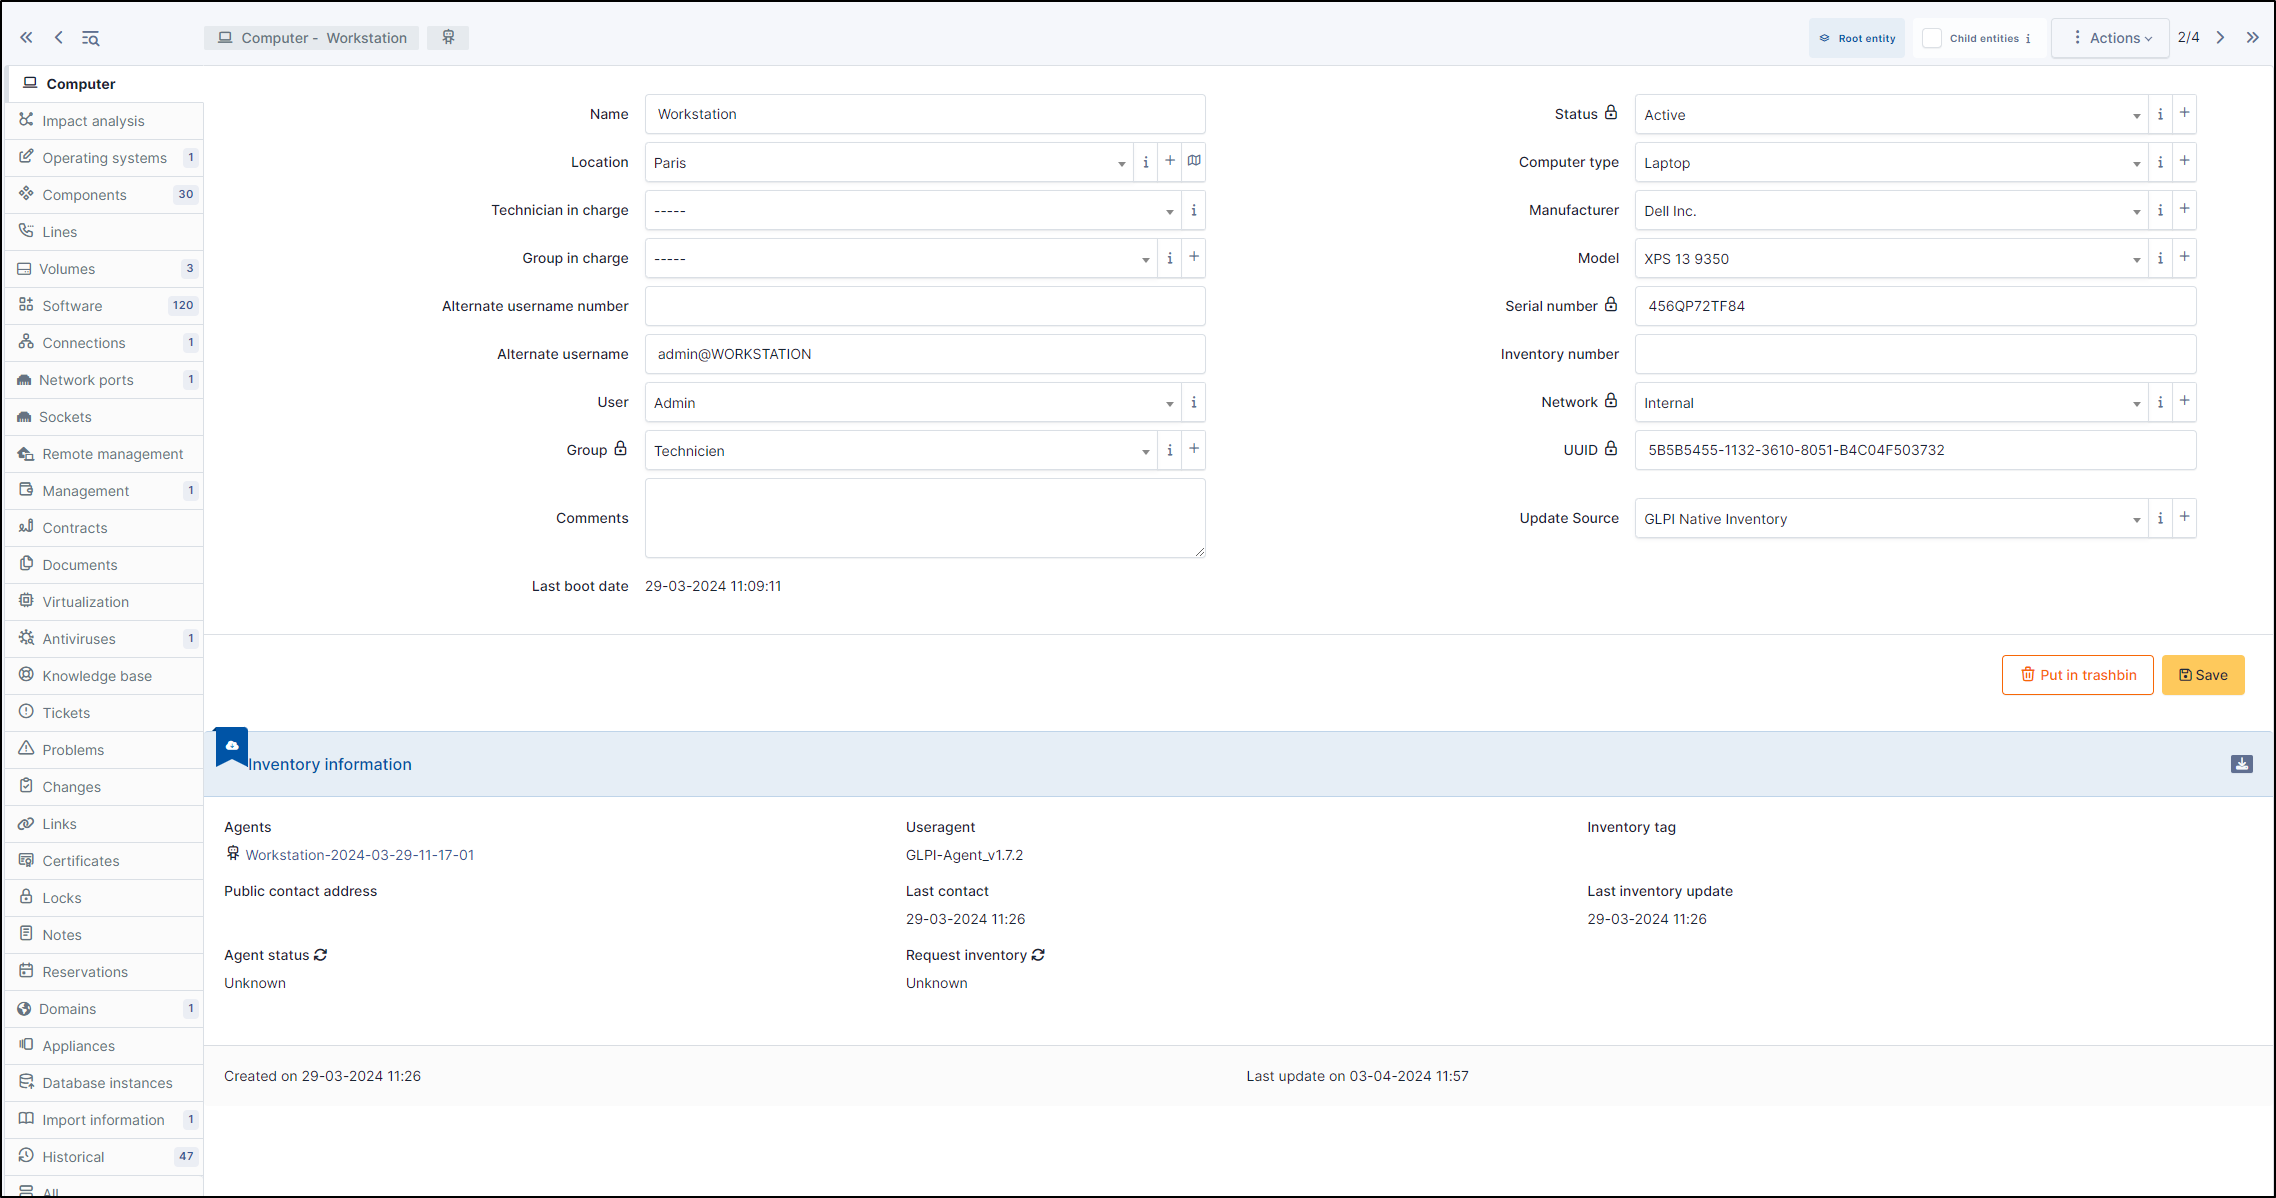 Computer - Workstation
Root entity
Child entities i
Actions
2/4
Computer
Impact analysis
Operating systems 1
Components 30
Lines
Volumes 3
Software 120
Connections 1
Network ports 1
Sockets
Remote management
Management 1
Contracts
Documents
Virtualization
Antiviruses 1
Knowledge base
Tickets
Problems
Changes
Links
Certificates
Locks
Notes
Reservations
Domains 1
Appliances
Database instances
Import information 1
Historical 47
All
Name Workstation
Location Paris i +
Technician in charge ----- i
Group in charge ----- i +
Alternate username number
Alternate username admin@WORKSTATION
User Admin i
Group Technicien i +
Comments
Last boot date 29-03-2024 11:09:11
Status Active i +
Computer type Laptop i +
Manufacturer Dell Inc. i +
Model XPS 13 9350 i +
Serial number 456QP72TF84
Inventory number
Network Internal i +
UUID 5B5B5455-1132-3610-8051-B4C04F503732
Update Source GLPI Native Inventory i +
Put in trashbin
Save
Inventory information
Agents
Workstation-2024-03-29-11-17-01
Useragent
GLPI-Agent_v1.7.2
Inventory tag
Public contact address
Last contact
29-03-2024 11:26
Last inventory update
29-03-2024 11:26
Agent status
Unknown
Request inventory
Unknown
Created on 29-03-2024 11:26
Last update on 03-04-2024 11:57